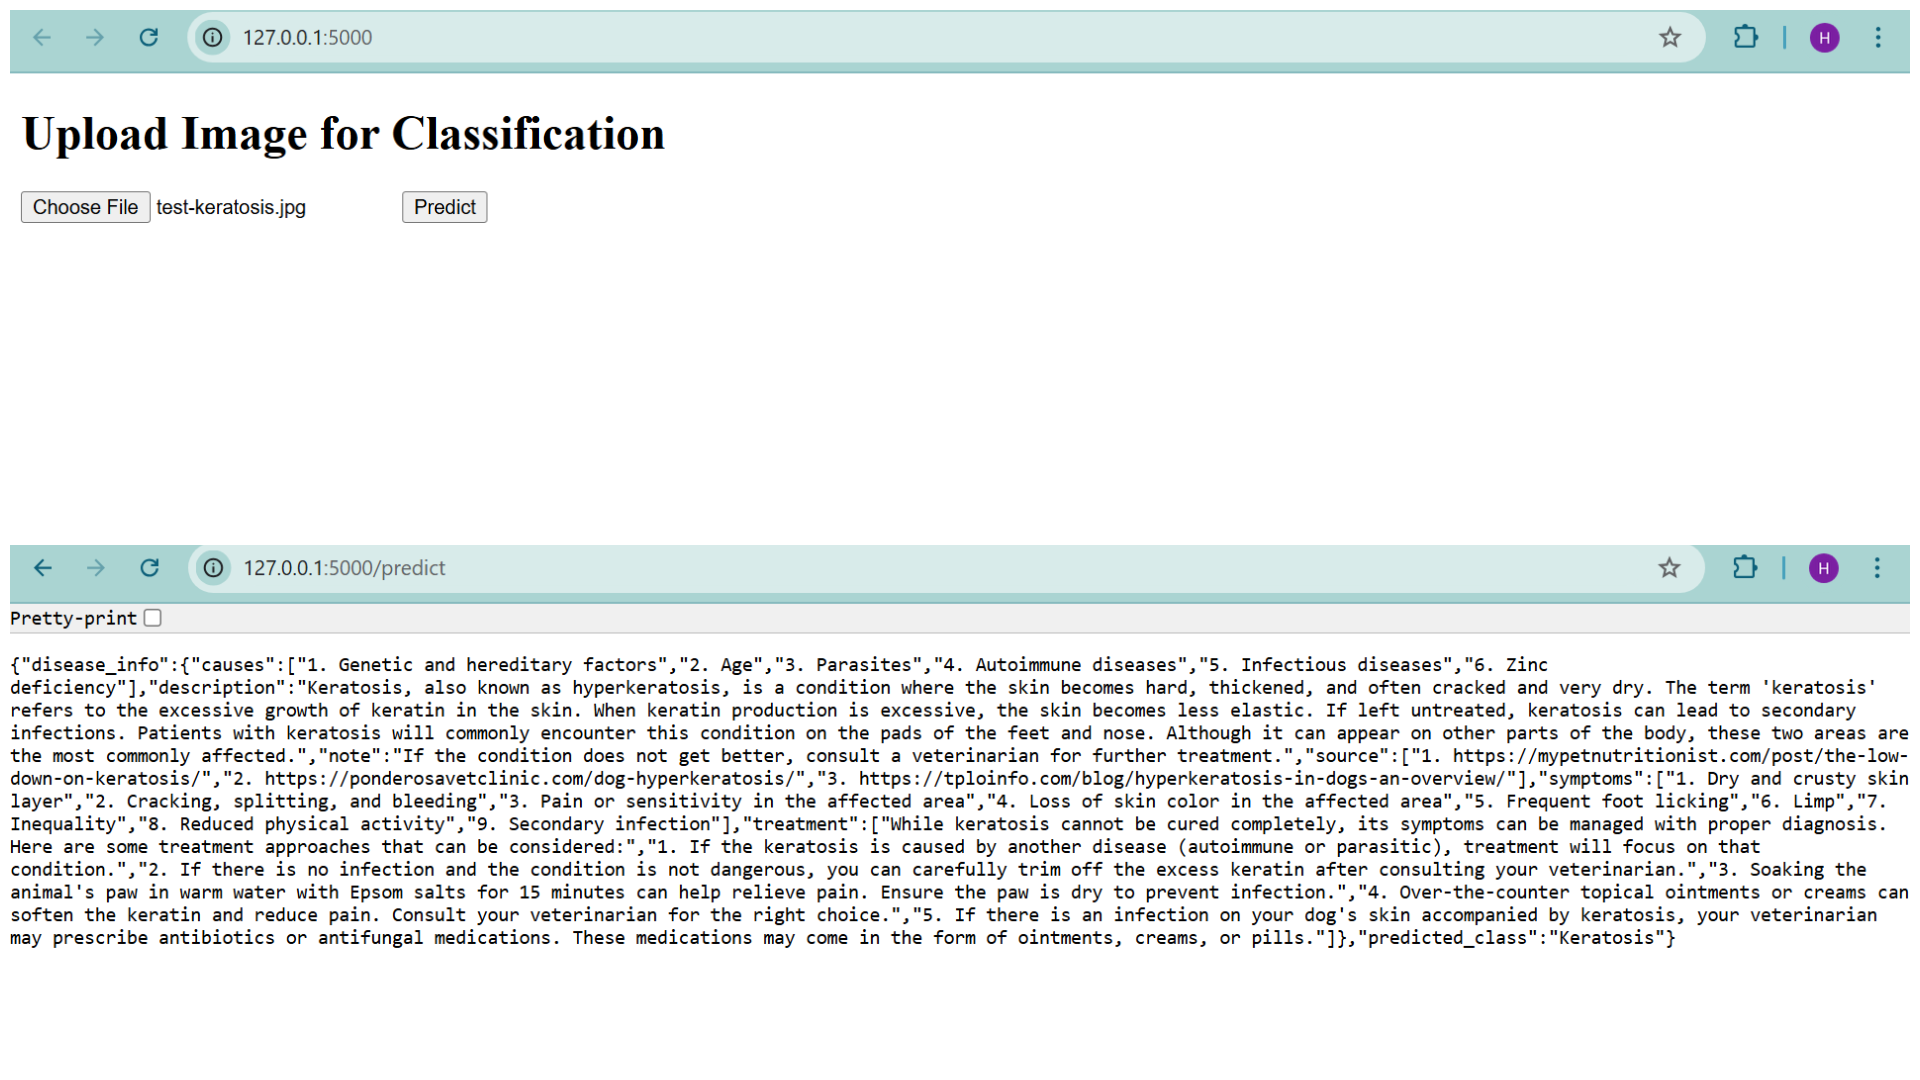 127.0.0.1:5000
H
Upload Image for Classification
Choose File test-keratosis.jpg Predict
127.0.0.1:5000/predict
H
Pretty-print
{"disease_info":{"causes":["1. Genetic and hereditary factors","2. Age","3. Parasites","4. Autoimmune diseases","5. Infectious diseases","6. Zinc
deficiency"],"description":"Keratosis, also known as hyperkeratosis, is a condition where the skin becomes hard, thickened, and often cracked and very dry. The term 'keratosis'
refers to the excessive growth of keratin in the skin. When keratin production is excessive, the skin becomes less elastic. If left untreated, keratosis can lead to secondary
infections. Patients with keratosis will commonly encounter this condition on the pads of the feet and nose. Although it can appear on other parts of the body, these two areas are
the most commonly affected.","note":"If the condition does not get better, consult a veterinarian for further treatment.","source":["1. https://mypetnutritionist.com/post/the-low-
down-on-keratosis/","2. https://ponderosavetclinic.com/dog-hyperkeratosis/","3. https://tploinfo.com/blog/hyperkeratosis-in-dogs-an-overview/"],"symptoms":["1. Dry and crusty skin
layer","2. Cracking, splitting, and bleeding","3. Pain or sensitivity in the affected area","4. Loss of skin color in the affected area","5. Frequent foot licking","6. Limp","7.
Inequality","8. Reduced physical activity","9. Secondary infection"],"treatment":["While keratosis cannot be cured completely, its symptoms can be managed with proper diagnosis.
Here are some treatment approaches that can be considered:","1. If the keratosis is caused by another disease (autoimmune or parasitic), treatment will focus on that
condition.","2. If there is no infection and the condition is not dangerous, you can carefully trim off the excess keratin after consulting your veterinarian.","3. Soaking the
animal's paw in warm water with Epsom salts for 15 minutes can help relieve pain. Ensure the paw is dry to prevent infection.","4. Over-the-counter topical ointments or creams can
soften the keratin and reduce pain. Consult your veterinarian for the right choice.","5. If there is an infection on your dog's skin accompanied by keratosis, your veterinarian
may prescribe antibiotics or antifungal medications. These medications may come in the form of ointments, creams, or pills."]},"predicted_class":"Keratosis"}